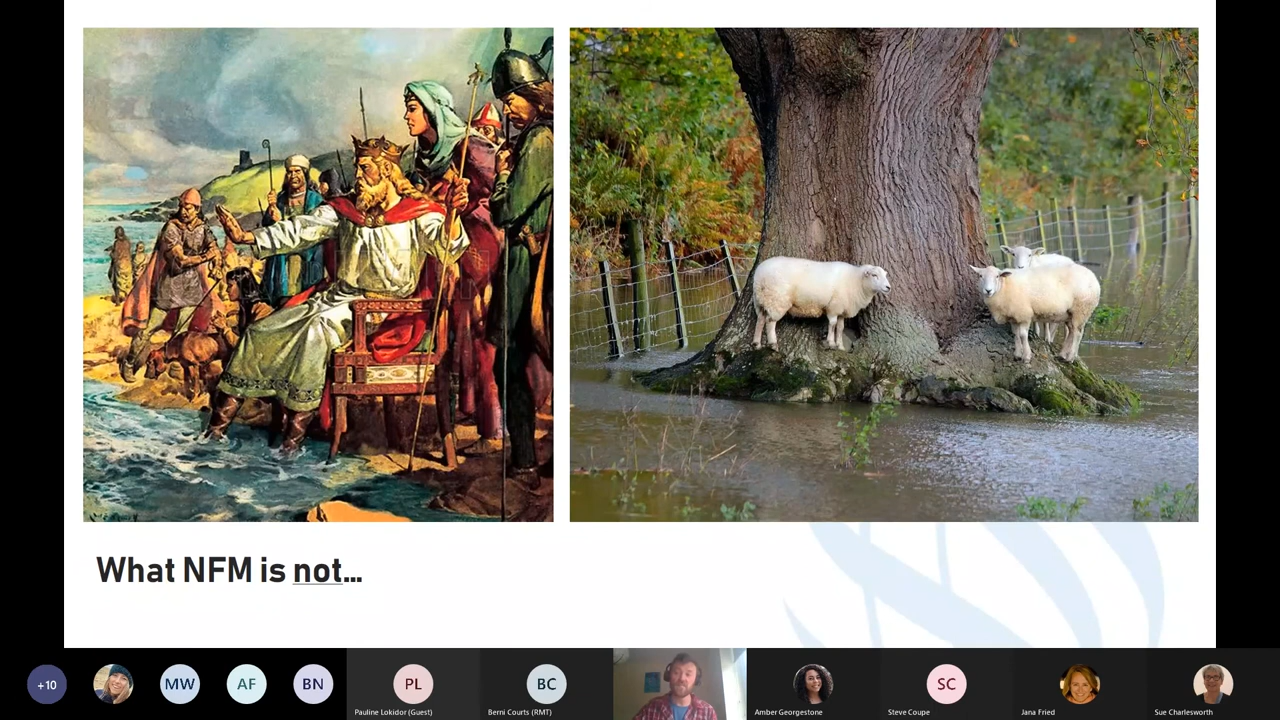 What NFM is not...
+10
MW
AF
BN
PL
Pauline Lokidor (Guest)
BC
Berni Courts (RMT)
Amber Georgestone
SC
Steve Coupe
Jana Fried
Sue Charlesworth